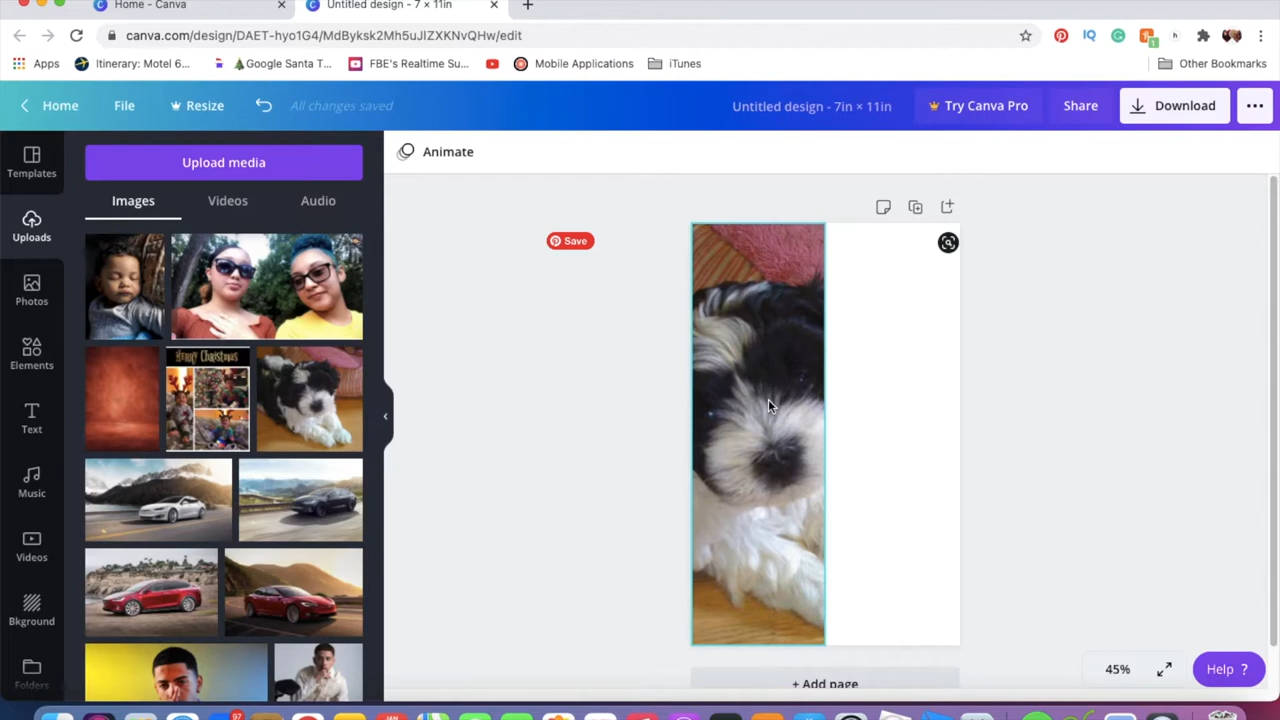 Home - Canva
Untitled design - 7 × 11in
canva.com/design/DAET-hyo1G4/MdByksk2Mh5uJIZXKNvQHw/edit
1
Apps
Itinerary: Motel 6...
Google Santa T...
FBE's Realtime Su...
Mobile Applications
iTunes
Other Bookmarks
Home
File
Resize
All changes saved
Untitled design - 7in × 11in
Try Canva Pro
Share
Download
Templates
Uploads
Photos
Elements
Text
Music
Videos
Bkground
Folders
Upload media
Images
Videos
Audio
MERRY CHRISTMAS
Animate
Save
+ Add page
45%
Help ?
97
JAN